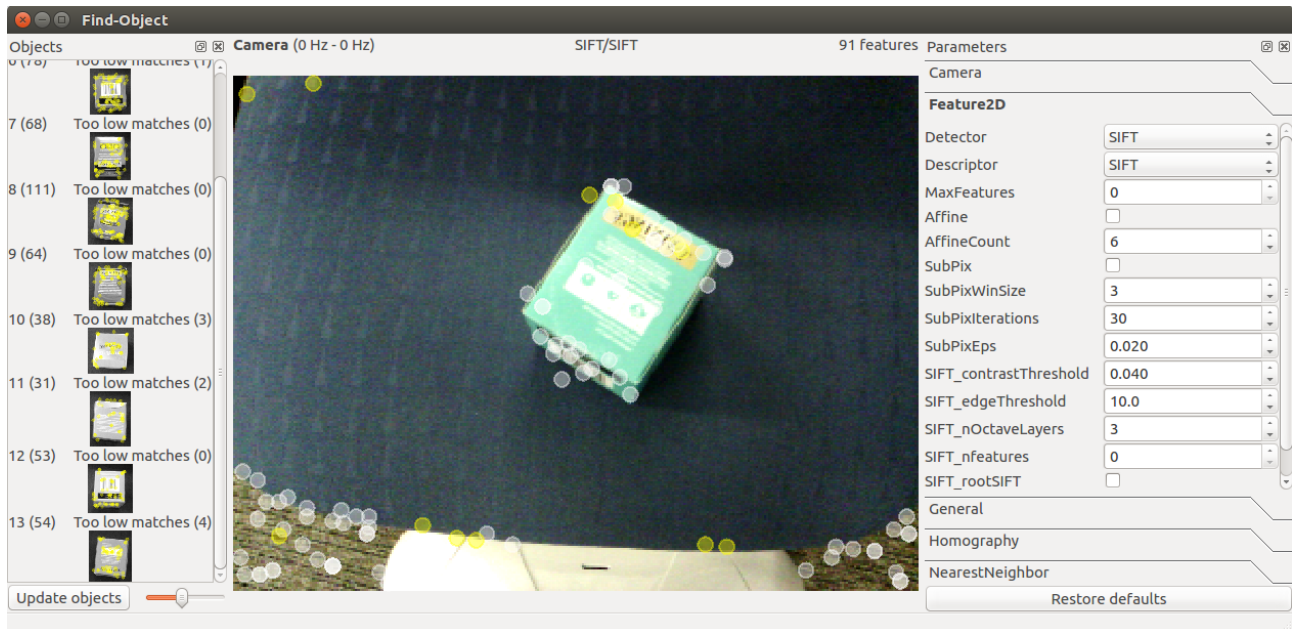 Find-Object
Objects
Camera (0 Hz - 0 Hz)
SIFT/SIFT
91 features
Parameters
Too low matches (1)
7 (68) Too low matches (0)
8 (111) Too low matches (0)
9 (64) Too low matches (0)
10 (38) Too low matches (3)
11 (31) Too low matches (2)
12 (53) Too low matches (0)
13 (54) Too low matches (4)
Update objects
Camera
Feature2D
Detector SIFT
Descriptor SIFT
MaxFeatures 0
Affine
AffineCount 6
SubPix
SubPixWinSize 3
SubPixIterations 30
SubPixEps 0.020
SIFT_contrastThreshold 0.040
SIFT_edgeThreshold 10.0
SIFT_nOctaveLayers 3
SIFT_nfeatures 0
SIFT_rootSIFT
General
Homography
NearestNeighbor
Restore defaults